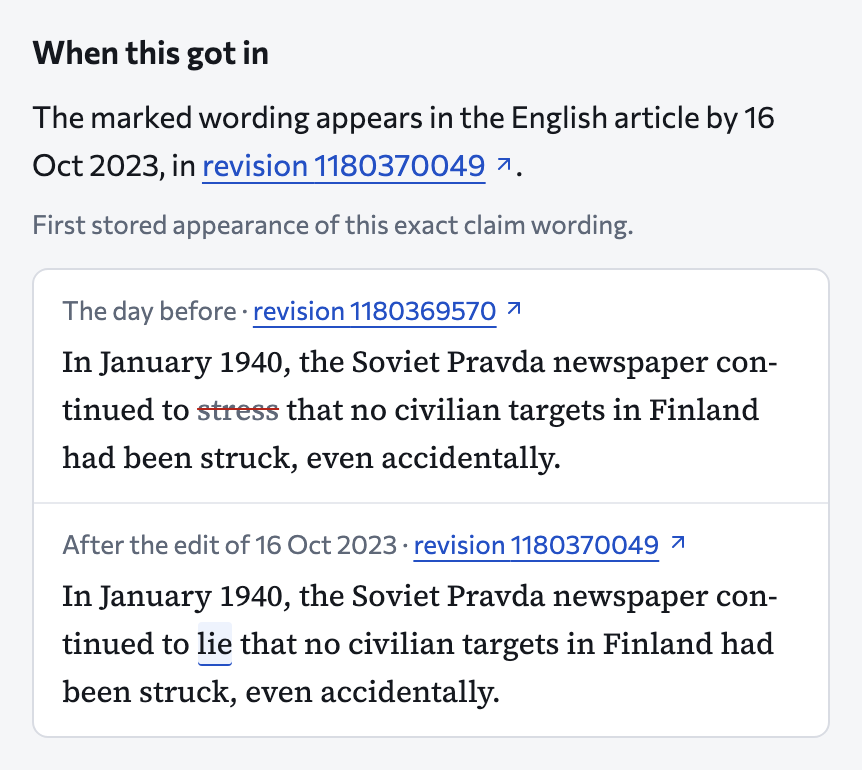 When this got in
The marked wording appears in the English article by 16
Oct 2023, in revision 1180370049 ↗.
First stored appearance of this exact claim wording.
The day before · revision 1180369570 ↗
In January 1940, the Soviet Pravda newspaper con-
tinued to stress that no civilian targets in Finland
had been struck, even accidentally.
After the edit of 16 Oct 2023 · revision 1180370049 ↗
In January 1940, the Soviet Pravda newspaper con-
tinued to lie that no civilian targets in Finland had
been struck, even accidentally.